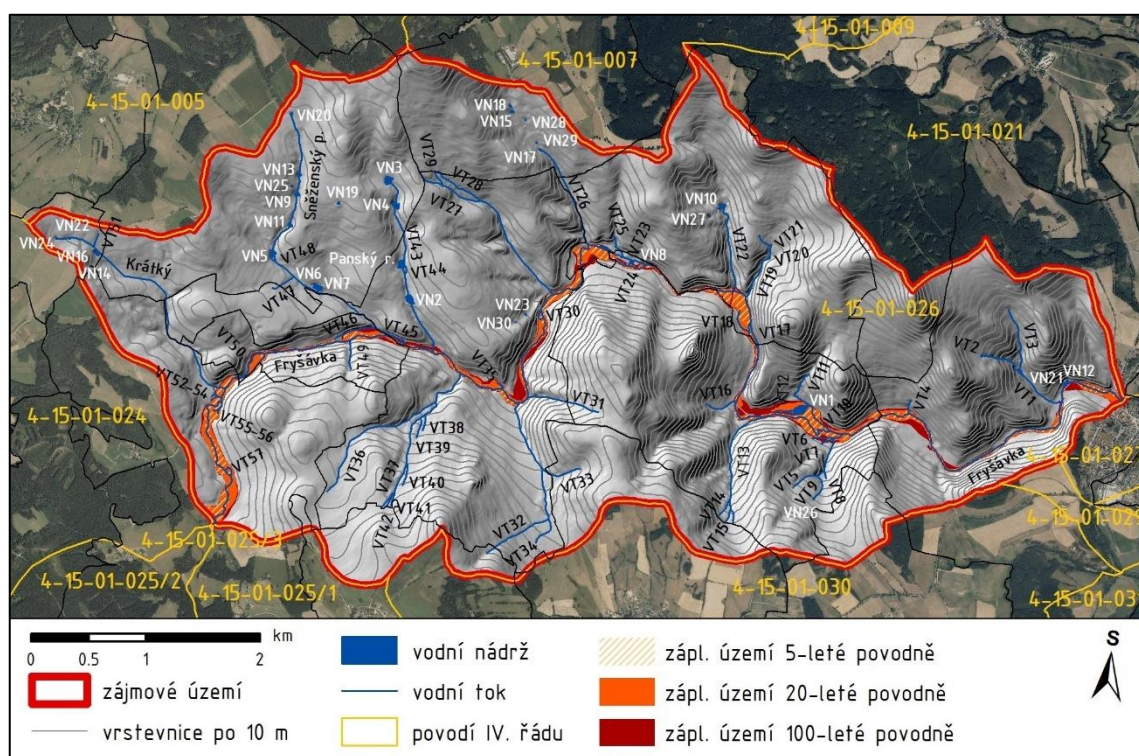 4-15-01-009
4-15-01-007
4-15-01-005
4-15-01-021
VN18
VN15
VN28
VN29
VN17
VN20
Sněženský p.
VN13
VN25
VN9
VN11
VN19
VN3
VN4
VT29
VT28
VT27
VT26
VN10
VN27
VT22
VT21
VT20
VT19
VT25
VT23
VN8
VT24
VN22
VN24
VN16
VN14
Krátký
VN5
VT48
VN6
VN7
VT47
Panský r.
VT43
VT44
VN2
VN23
VN30
VT30
VT18
VT17
4-15-01-026
VT2
VT3
VN21
VN12
VT1
VT50
VT46
VT45
Fryšávka
VT49
VT35
VT31
VT16
VT12
VT11
VN1
VT10
VT4
VT52-54
VT55-56
VT57
4-15-01-024
VT38
VT39
VT36
VT37
VT40
VT41
VT42
VT33
VT32
VT34
VT13
VT14
VT15
VT6
VT7
VT5
VT9
VT8
VN26
Fryšávka
4-15-01-025/2
4-15-01-025/1
4-15-01-030
km
0 0.5 1 2
zájmové území
vrstevnice po 10 m
vodní nádrž
vodní tok
povodí IV. řádu
zápl. území 5-leté povodně
zápl. území 20-leté povodně
zápl. území 100-leté povodně
S